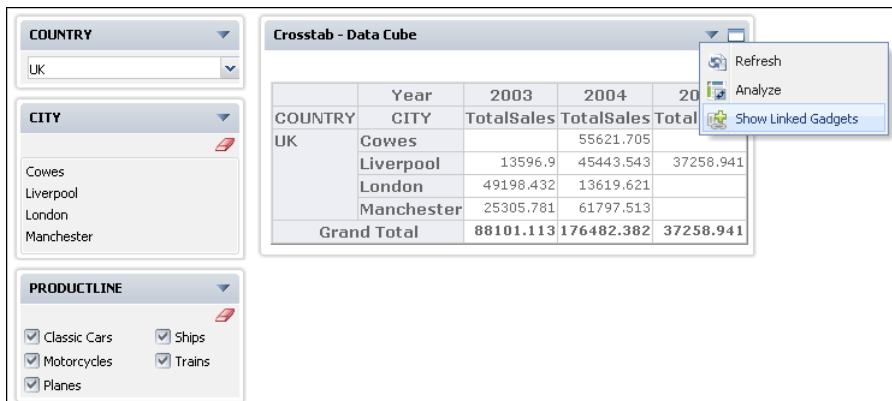 COUNTRY
UK
CITY
Cowes
Liverpool
London
Manchester
PRODUCTLINE
Classic Cars
Ships
Motorcycles
Trains
Planes
Crosstab - Data Cube
Refresh
Analyze
Show Linked Gadgets
Year 2003 2004
COUNTRY CITY TotalSales TotalSales Total
UK Cowes 55621.705
Liverpool 13596.9 45443.543 37258.941
London 49198.432 13619.621
Manchester 25305.781 61797.513
Grand Total 88101.113 176482.382 37258.941